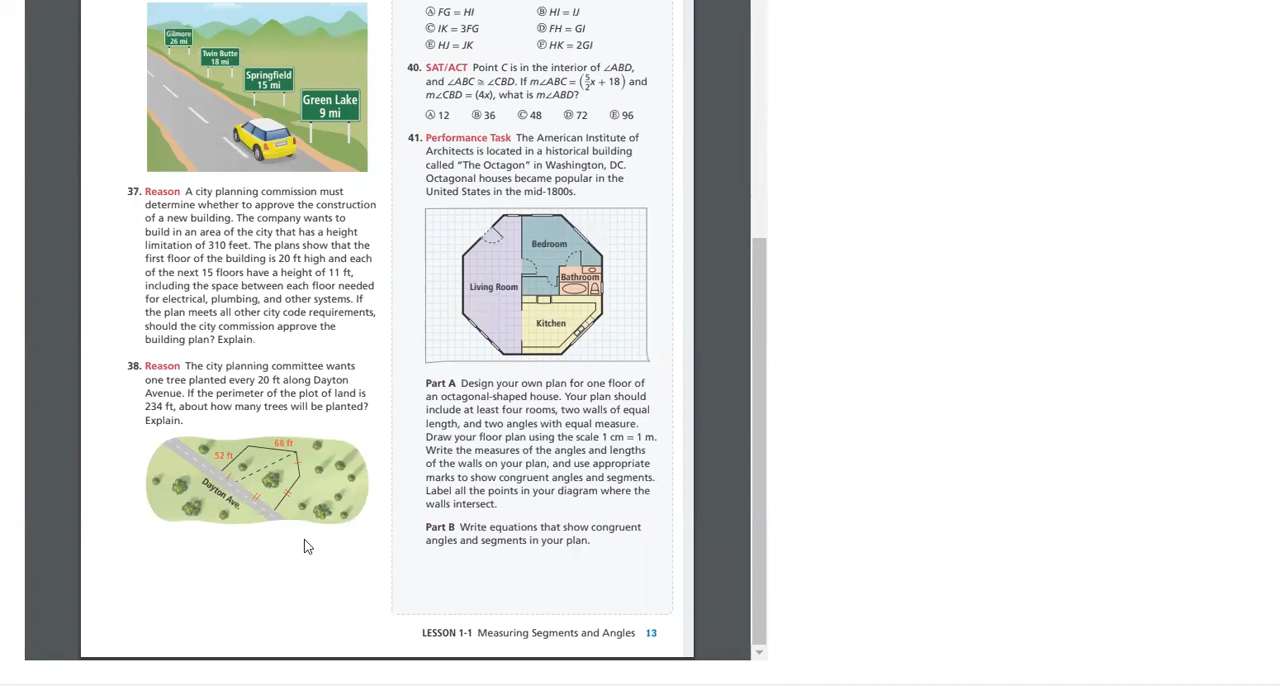 Gilmore
26 mi
Twin Butte
18 mi
Springfield
15 mi
Green Lake
9 mi
37. Reason A city planning commission must
determine whether to approve the construction
of a new building. The company wants to
build in an area of the city that has a height
limitation of 310 feet. The plans show that the
first floor of the building is 20 ft high and each
of the next 15 floors have a height of 11 ft,
including the space between each floor needed
for electrical, plumbing, and other systems. If
the plan meets all other city code requirements,
should the city commission approve the
building plan? Explain.
38. Reason The city planning committee wants
one tree planted every 20 ft along Dayton
Avenue. If the perimeter of the plot of land is
234 ft, about how many trees will be planted?
Explain.
68 ft
52 ft
Dayton Ave.
Ⓐ FG = HI Ⓑ HI = IJ
Ⓒ IK = 3FG Ⓓ FH = GI
Ⓔ HJ = JK Ⓕ HK = 2GI
40. SAT/ACT Point C is in the interior of ∠ABD,
and ∠ABC ≅ ∠CBD. If m∠ABC = (5/2x + 18) and
m∠CBD = (4x), what is m∠ABD?
Ⓐ 12 Ⓑ 36 Ⓒ 48 Ⓓ 72 Ⓔ 96
41. Performance Task The American Institute of
Architects is located in a historical building
called "The Octagon" in Washington, DC.
Octagonal houses became popular in the
United States in the mid-1800s.
Bedroom
Bathroom
Living Room
Kitchen
Part A Design your own plan for one floor of
an octagonal-shaped house. Your plan should
include at least four rooms, two walls of equal
length, and two angles with equal measure.
Draw your floor plan using the scale 1 cm = 1 m.
Write the measures of the angles and lengths
of the walls on your plan, and use appropriate
marks to show congruent angles and segments.
Label all the points in your diagram where the
walls intersect.
Part B Write equations that show congruent
angles and segments in your plan.
LESSON 1-1 Measuring Segments and Angles 13